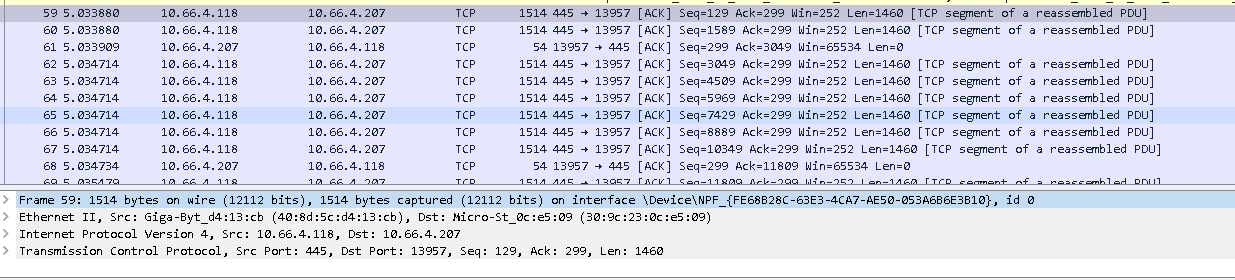 59 5.033880 10.66.4.118 10.66.4.207 TCP 1514 445 → 13957 [ACK] Seq=129 Ack=299 Win=252 Len=1460 [TCP segment of a reassembled PDU]
60 5.033880 10.66.4.118 10.66.4.207 TCP 1514 445 → 13957 [ACK] Seq=1589 Ack=299 Win=252 Len=1460 [TCP segment of a reassembled PDU]
61 5.033909 10.66.4.207 10.66.4.118 TCP 54 13957 → 445 [ACK] Seq=299 Ack=3049 Win=65534 Len=0
62 5.034714 10.66.4.118 10.66.4.207 TCP 1514 445 → 13957 [ACK] Seq=3049 Ack=299 Win=252 Len=1460 [TCP segment of a reassembled PDU]
63 5.034714 10.66.4.118 10.66.4.207 TCP 1514 445 → 13957 [ACK] Seq=4509 Ack=299 Win=252 Len=1460 [TCP segment of a reassembled PDU]
64 5.034714 10.66.4.118 10.66.4.207 TCP 1514 445 → 13957 [ACK] Seq=5969 Ack=299 Win=252 Len=1460 [TCP segment of a reassembled PDU]
65 5.034714 10.66.4.118 10.66.4.207 TCP 1514 445 → 13957 [ACK] Seq=7429 Ack=299 Win=252 Len=1460 [TCP segment of a reassembled PDU]
66 5.034714 10.66.4.118 10.66.4.207 TCP 1514 445 → 13957 [ACK] Seq=8889 Ack=299 Win=252 Len=1460 [TCP segment of a reassembled PDU]
67 5.034714 10.66.4.118 10.66.4.207 TCP 1514 445 → 13957 [ACK] Seq=10349 Ack=299 Win=252 Len=1460 [TCP segment of a reassembled PDU]
68 5.034734 10.66.4.207 10.66.4.118 TCP 54 13957 → 445 [ACK] Seq=299 Ack=11809 Win=65534 Len=0
69 5.035479 10.66.4.118 10.66.4.207 TCP 1514 445 → 13957 [ACK] Seq=11809 Ack=299 Win=252 Len=1460 [TCP segment of a reassembled PDU]
Frame 59: 1514 bytes on wire (12112 bits), 1514 bytes captured (12112 bits) on interface \Device\NPF_{FE68B28C-63E3-4CA7-AE50-053A6B6E3B10}, id 0
Ethernet II, Src: Giga-Byt_d4:13:cb (40:8d:5c:d4:13:cb), Dst: Micro-St_0c:e5:09 (30:9c:23:0c:e5:09)
Internet Protocol Version 4, Src: 10.66.4.118, Dst: 10.66.4.207
Transmission Control Protocol, Src Port: 445, Dst Port: 13957, Seq: 129, Ack: 299, Len: 1460